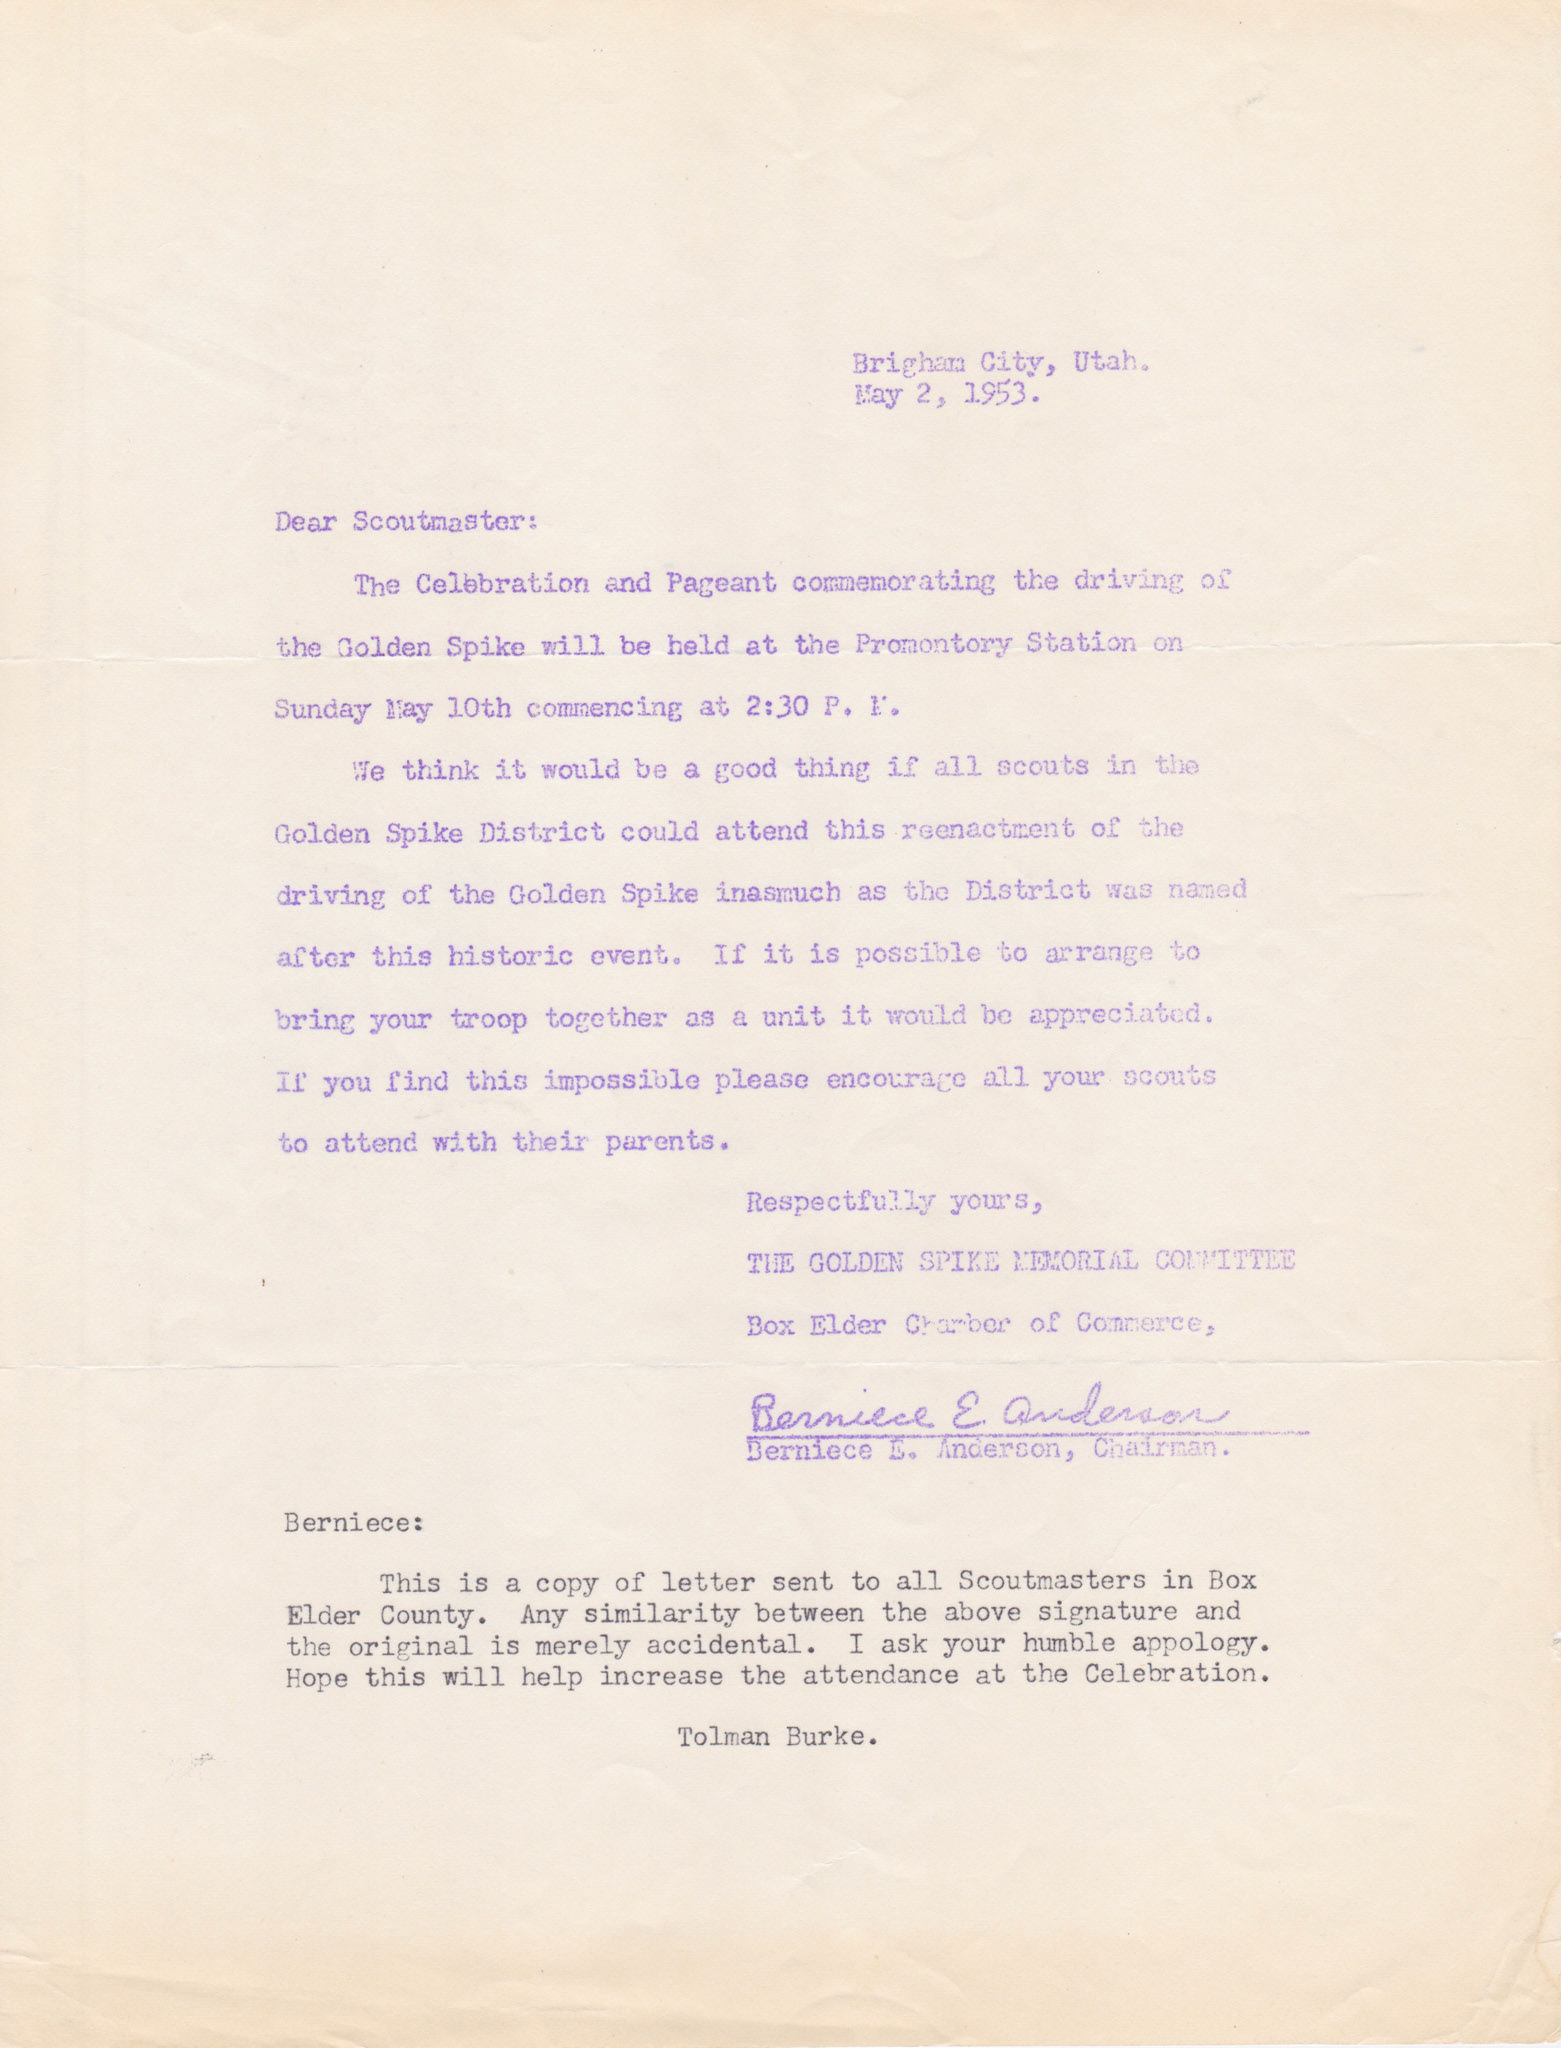 Brigham City, Utah.
May 2, 1953.
Dear Scoutmaster:
The Celebration and Pageant commemorating the driving of
the Golden Spike will be held at the Promontory Station on
Sunday May 10th commencing at 2:30 P. M.
We think it would be a good thing if all scouts in the
Golden Spike District could attend this reenactment of the
driving of the Golden Spike inasmuch as the District was named
after this historic event. If it is possible to arrange to
bring your troop together as a unit it would be appreciated.
If you find this impossible please encourage all your scouts
to attend with their parents.
Respectfully yours,
THE GOLDEN SPIKE MEMORIAL COMMITTEE
Box Elder Chamber of Commerce,
Berniece E. Anderson
Berniece E. Anderson, Chairman.
Berniece:
This is a copy of letter sent to all Scoutmasters in Box
Elder County. Any similarity between the above signature and
the original is merely accidental. I ask your humble appology.
Hope this will help increase the attendance at the Celebration.
Tolman Burke.